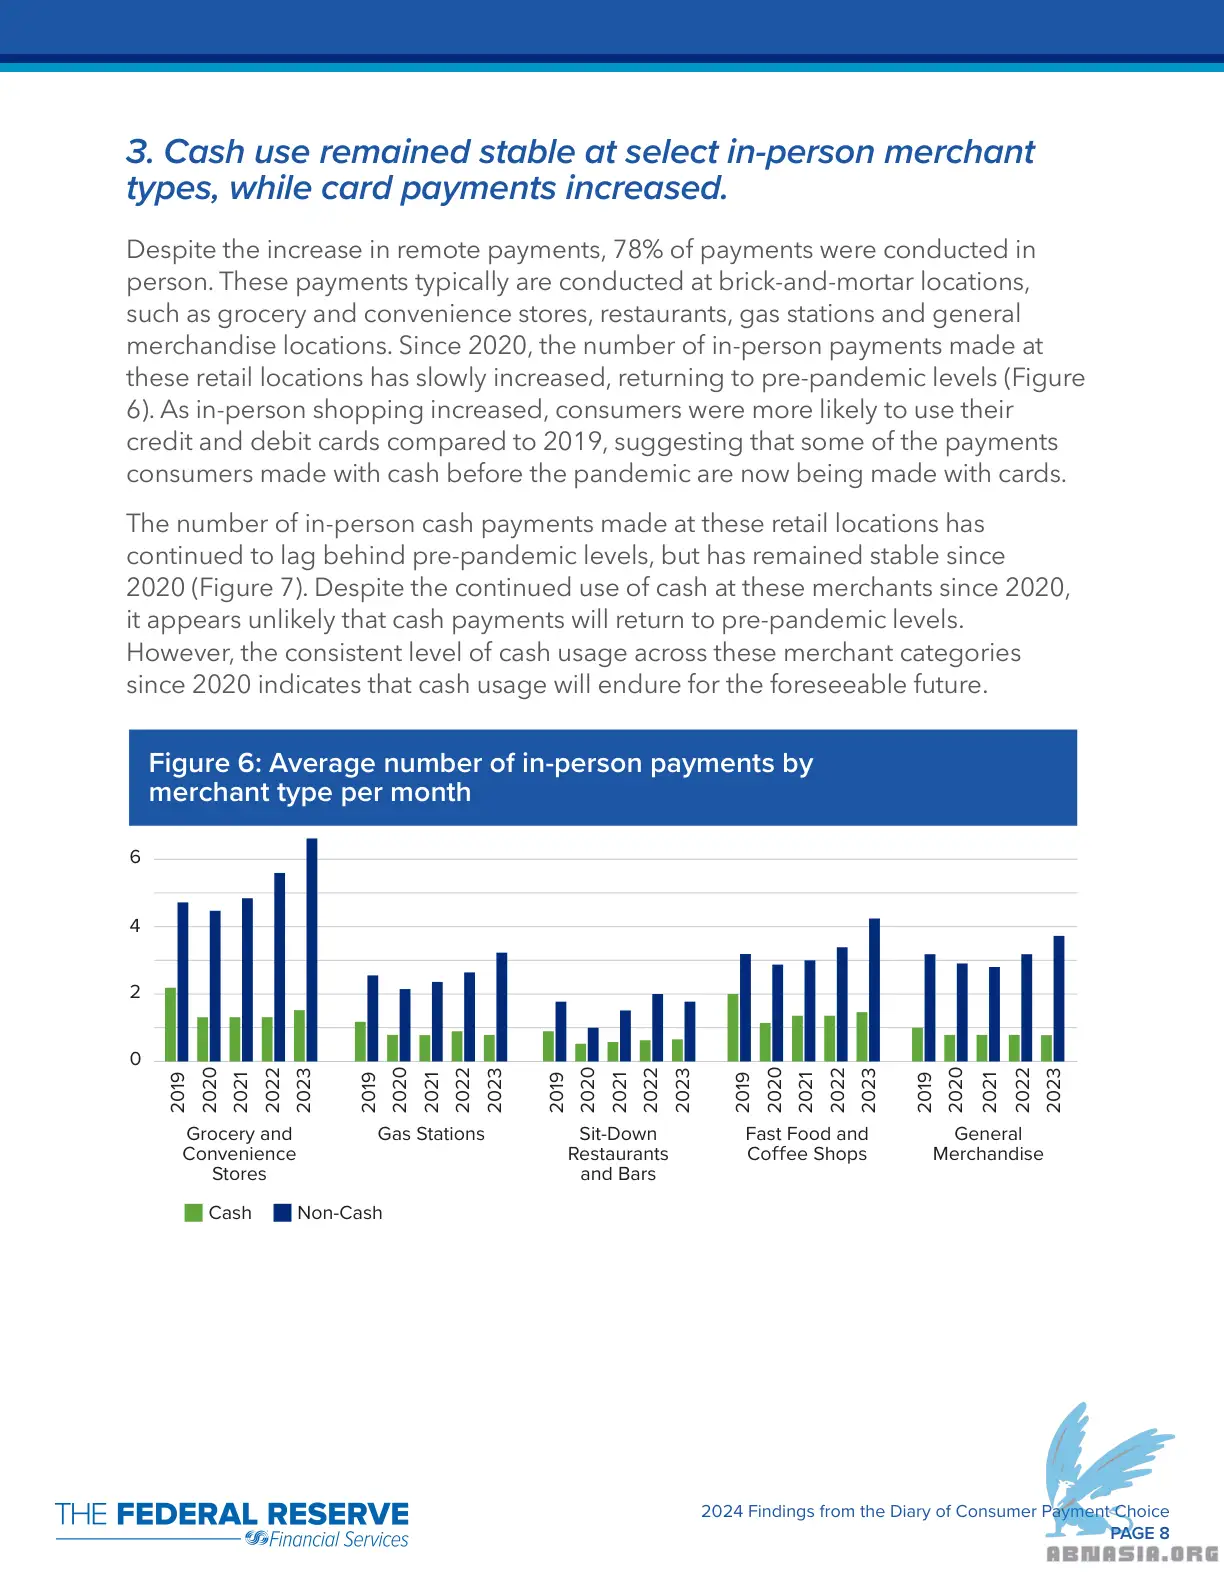 3. Cash use remained stable at select in-person merchant
types, while card payments increased.
Despite the increase in remote payments, 78% of payments were conducted in
person. These payments typically are conducted at brick-and-mortar locations,
such as grocery and convenience stores, restaurants, gas stations and general
merchandise locations. Since 2020, the number of in-person payments made at
these retail locations has slowly increased, returning to pre-pandemic levels (Figure
6). As in-person shopping increased, consumers were more likely to use their
credit and debit cards compared to 2019, suggesting that some of the payments
consumers made with cash before the pandemic are now being made with cards.
The number of in-person cash payments made at these retail locations has
continued to lag behind pre-pandemic levels, but has remained stable since
2020 (Figure 7). Despite the continued use of cash at these merchants since 2020,
it appears unlikely that cash payments will return to pre-pandemic levels.
However, the consistent level of cash usage across these merchant categories
since 2020 indicates that cash usage will endure for the foreseeable future.
Figure 6: Average number of in-person payments by
merchant type per month
6
4
2
0
2019 2020 2021 2022 2023 2019 2020 2021 2022 2023 2019 2020 2021 2022 2023 2019 2020 2021 2022 2023 2019 2020 2021 2022 2023
Grocery and
Convenience
Stores
Gas Stations
Sit-Down
Restaurants
and Bars
Fast Food and
Coffee Shops
General
Merchandise
Cash Non-Cash
THE FEDERAL RESERVE
Financial Services
2024 Findings from the Diary of Consumer Payment Choice
PAGE 8
ABNASIA.ORG